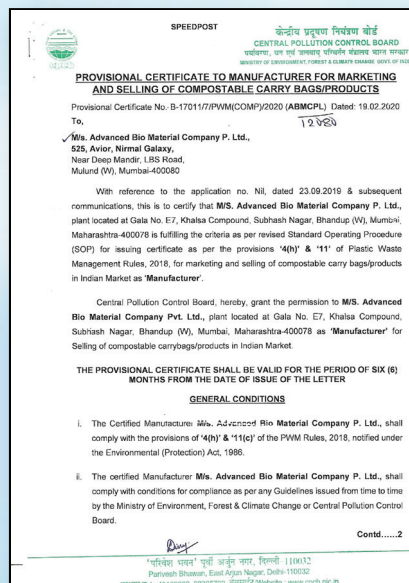 SPEEDPOST
केन्द्रीय प्रदूषण नियंत्रण बोर्ड
CENTRAL POLLUTION CONTROL BOARD
पर्यावरण, वन एवं जलवायु परिवर्तन मंत्रालय भारत सरकार
MINISTRY OF ENVIRONMENT, FOREST & CLIMATE CHANGE GOVT. OF INDI
PROVISIONAL CERTIFICATE TO MANUFACTURER FOR MARKETING
AND SELLING OF COMPOSTABLE CARRY BAGS/PRODUCTS
Provisional Certificate No.- B-17011/7/PWM(COMP)/2020 (ABMCPL) Dated: 19.02.2020
To,
12080
M/s. Advanced Bio Material Company P. Ltd.,
525, Avior, Nirmal Galaxy,
Near Deep Mandir, LBS Road,
Mulund (W), Mumbai-400080
With reference to the application no. Nil, dated 23.09.2019 & subsequent
communications, this is to certify that M/S. Advanced Bio Material Company P. Ltd.,
plant located at Gala No. E7, Khalsa Compound, Subhash Nagar, Bhandup (W), Mumbai,
Maharashtra-400078 is fulfilling the criteria as per revised Standard Operating Procedure
(SOP) for issuing certificate as per the provisions '4(h)' & '11' of Plastic Waste
Management Rules, 2018, for marketing and selling of compostable carry bags/products
in Indian Market as 'Manufacturer'.
Central Pollution Control Board, hereby, grant the permission to M/S. Advanced
Bio Material Company Pvt. Ltd., plant located at Gala No. E7, Khalsa Compound,
Subhash Nagar, Bhandup (W), Mumbai, Maharashtra-400078 as 'Manufacturer' for
Selling of compostable carrybags/products in Indian Market.
THE PROVISIONAL CERTIFICATE SHALL BE VALID FOR THE PERIOD OF SIX (6)
MONTHS FROM THE DATE OF ISSUE OF THE LETTER
GENERAL CONDITIONS
i. The Certified Manufacturer M/s. Advanced Bio Material Company P. Ltd., shall
comply with the provisions of '4(h)' & '11(c)' of the PWM Rules, 2018, notified under
the Environmental (Protection) Act, 1986.
ii. The certified Manufacturer M/s. Advanced Bio Material Company P. Ltd., shall
comply with conditions for compliance as per any Guidelines issued from time to time
by the Ministry of Environment, Forest & Climate Change or Central Pollution Control
Board.
Contd......2
'परिवेश भवन' पूर्वी अर्जुन नगर, दिल्ली-110032
Parivesh Bhawan, East Arjun Nagar, Delhi-110032